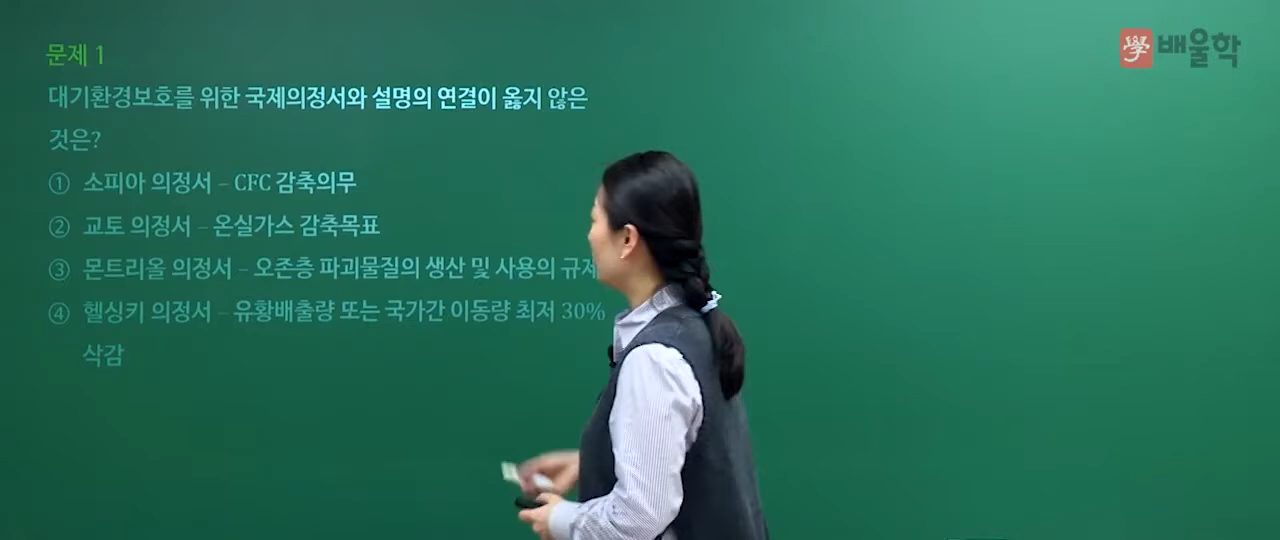 문제 1
學 배울학
대기환경보호를 위한 국제의정서와 설명의 연결이 옳지 않은
것은?
① 소피아 의정서 – CFC 감축의무
② 교토 의정서 – 온실가스 감축목표
③ 몬트리올 의정서 – 오존층 파괴물질의 생산 및 사용의 규제
④ 헬싱키 의정서 – 유황배출량 또는 국가간 이동량 최저 30%
삭감